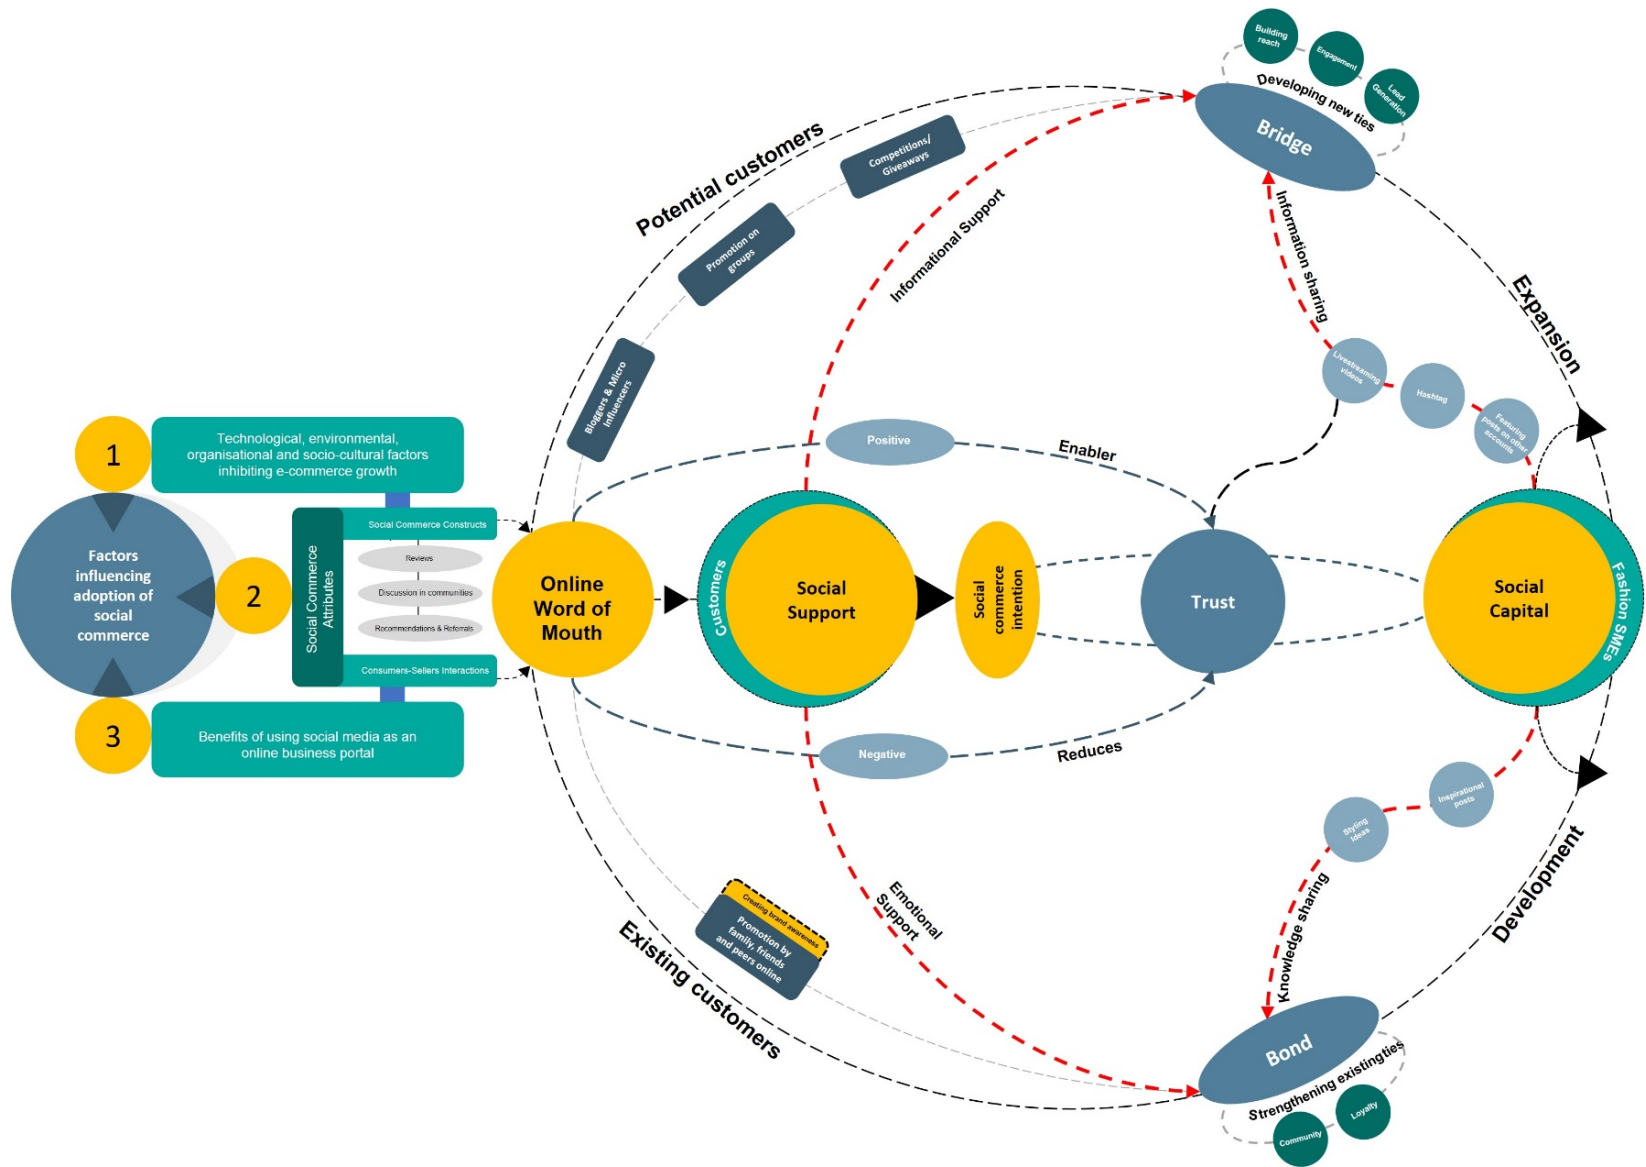 1
Technological, environmental,
organisational and socio-cultural factors
inhibiting e-commerce growth
Factors
influencing
adoption of
social
commerce
2
3
Benefits of using social media as an
online business portal
Social Commerce
Attributes
Social Commerce Constructs
Reviews
Discussion in communities
Recommendations & Referrals
Consumers-Sellers Interactions
Online
Word of
Mouth
Potential customers
Bloggers & Micro
Influencers
Promotion on
groups
Competitions/
Giveaways
Informational Support
Positive
Enabler
Customers
Social
Support
Social
commerce
intention
Trust
Negative
Reduces
Emotional
Support
Creating brand awareness
Promotion by
family, friends
and peers online
Existing customers
Building
reach
Engagement
Lead
Generation
Developing new ties
Bridge
Information sharing
Livestreaming
videos
Hashtag
Featuring
posts on other
accounts
Expansion
Social
Capital
Fashion SMEs
Inspirational
posts
Styling
Ideas
Knowledge sharing
Development
Bond
Strengthening existingties
Community
Loyalty